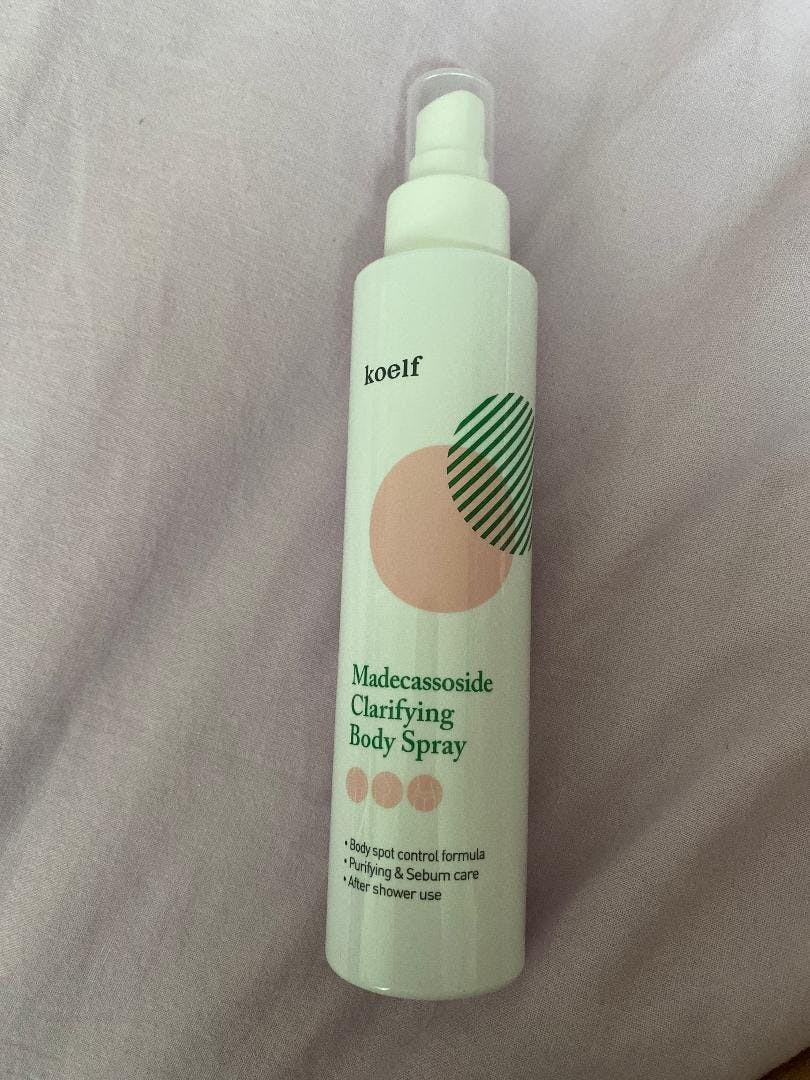 koelf
Madecassoside
Clarifying
Body Spray
• Body spot control formula
• Purifying & Sebum care
• After shower use